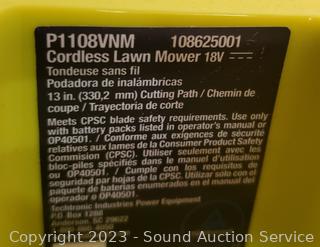 P1108VNM 108625001
Cordless Lawn Mower 18V
Tondeuse sans fil
Podadora de inalámbricas
13 in. (330,2 mm) Cutting Path / Chemin de
coupe / Trayectoria de corte
Meets CPSC blade safety requirements. Use only
with battery packs listed in operator's manual or
OP40501. / Conforme aux exigences de sécurité
relatives aux lames de la Consumer Product Safety
Commision (CPSC). Utiliser seulement avec les
bloc-piles spécifiés dans le manuel d'utilisation
ou OP40501. / Cumple con los requisitos de
seguridad par hojas de la CPSC. Utilizar sólo con el
paquete de baterías enumerados en el manual del
operador o OP40501.
Techtronic Industries Power Equipment
P.O. Box 1288
Anderson, SC 29622
Copyright 2023 - Sound Auction Service